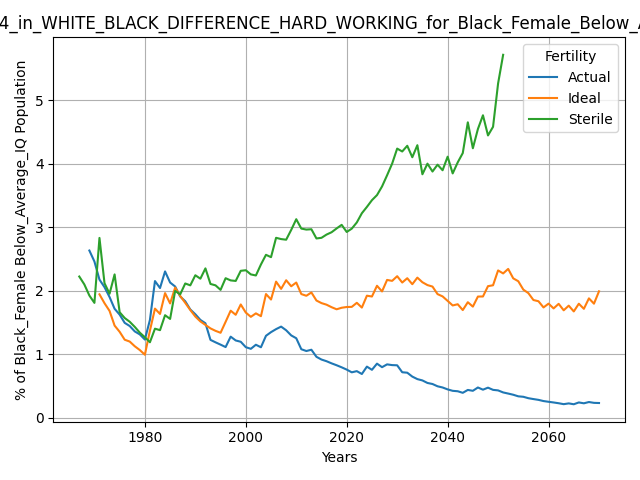 4_in_WHITE_BLACK_DIFFERENCE_HARD_WORKING_for_Black_Female_Below_
% of Black_Female Below_Average_IQ Population
Fertility
Actual
Ideal
Sterile
5
4
3
2
1
0
1980
2000
2020
2040
2060
Years